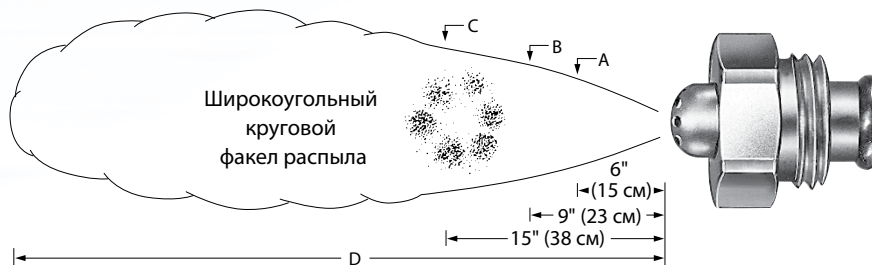 C
B
A
Широкоугольный
круговой
факел распыла
6"
(15 см)
9" (23 см)
15" (38 см)
D